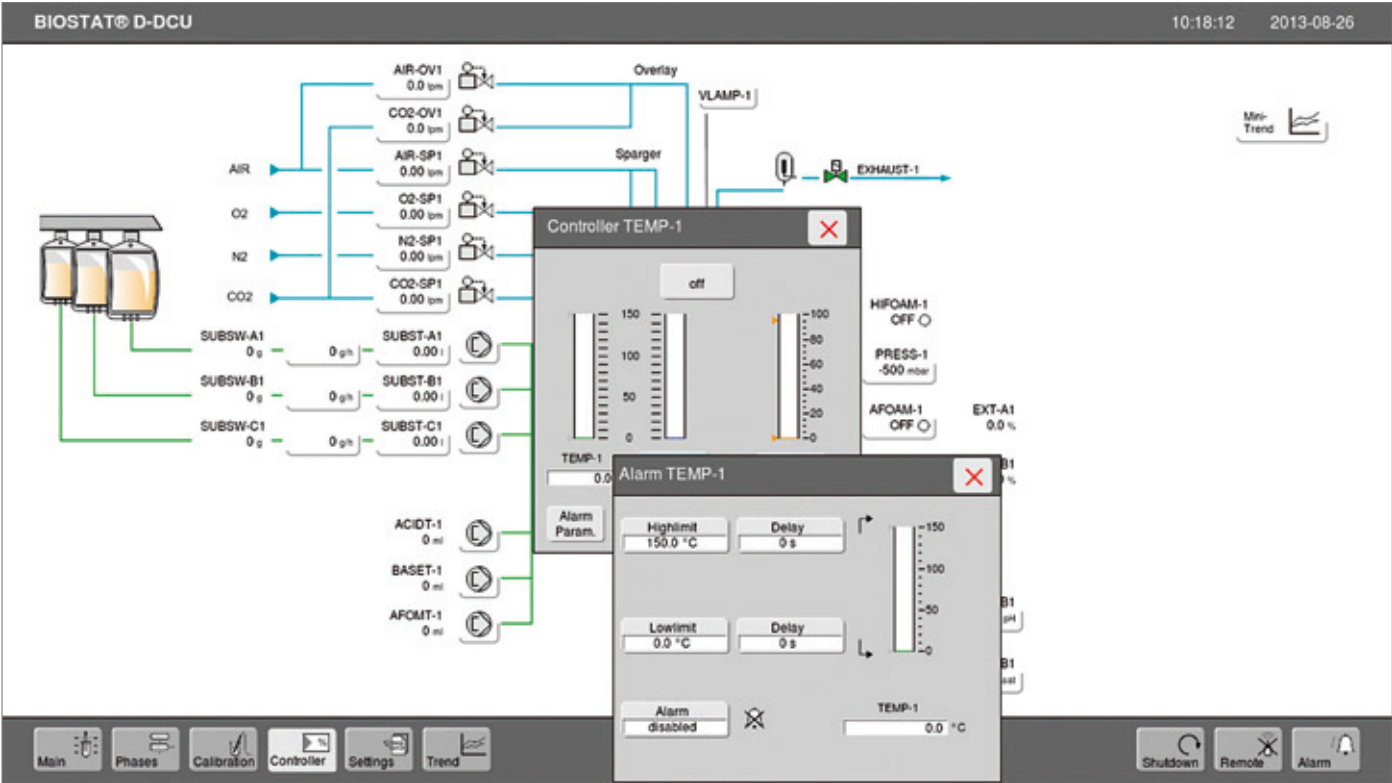 BIOSTAT® D-DCU
10:18:12 2013-08-26
AIR-OV1
0.0 lpm
Overlay
VLAMP-1
CO2-OV1
0.0 lpm
Mini-
Trend
AIR
AIR-SP1
0.00 lpm
Sparger
EXHAUST-1
O2
O2-SP1
0.00 lpm
N2
N2-SP1
0.00 lpm
CO2
CO2-SP1
0.00 lpm
SUBSW-A1
0 g
0 g/h
SUBST-A1
0.00 l
SUBSW-B1
0 g
0 g/h
SUBST-B1
0.00 l
SUBSW-C1
0 g
0 g/h
SUBST-C1
0.00 l
ACIDT-1
0 ml
BASET-1
0 ml
AFOMT-1
0 ml
Controller TEMP-1
off
150
100
50
0
100
80
60
40
20
0
TEMP-1
0.0
Alarm
Param.
HIFOAM-1
OFF
PRESS-1
-500 mbar
AFOAM-1
OFF
EXT-A1
0.0 %
B1
%
B1
pH
B1
sat
Alarm TEMP-1
Highlimit
150.0 °C
Delay
0 s
150
100
50
0
Lowlimit
0.0 °C
Delay
0 s
Alarm
disabled
TEMP-1
0.0 °C
Main
Phases
Calibration
Controller
Settings
Trend
Shutdown
Remote
Alarm